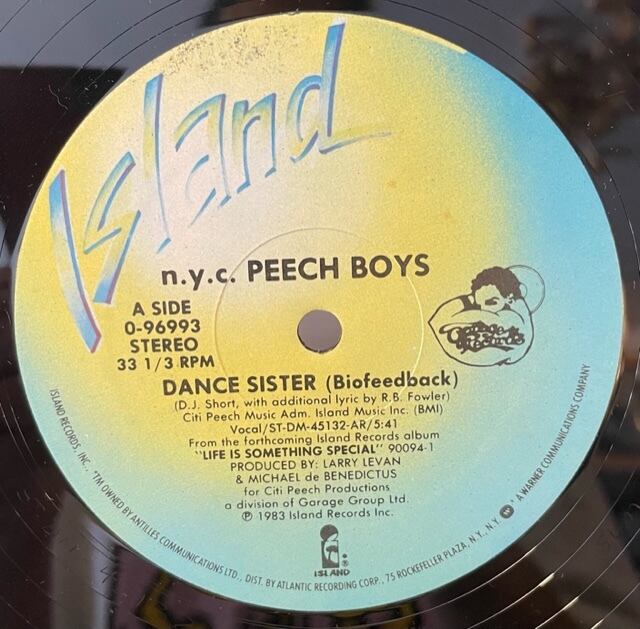 Island
n.y.c. PEECH BOYS
A SIDE
0-96993
STEREO
33 1/3 RPM
Garage
Records
DANCE SISTER (Biofeedback)
(D.J. Short, with additional lyric by R.B. Fowler)
Citi Peech Music Adm. Island Music Inc. (BMI)
Vocal/ST-DM-45132-AR/5:41
From the forthcoming Island Records album
"LIFE IS SOMETHING SPECIAL" 90094-1
PRODUCED BY: LARRY LEVAN
& MICHAEL de BENEDICTUS
for Citi Peech Productions
a division of Garage Group Ltd.
℗ 1983 Island Records Inc.
ISLAND
ISLAND RECORDS, INC., "TM OWNED BY ANTILLES COMMUNICATIONS LTD., DIST. BY ATLANTIC RECORDING CORP., 75 ROCKEFELLER PLAZA, N.Y., N.Y. A WARNER COMMUNICATIONS COMPANY